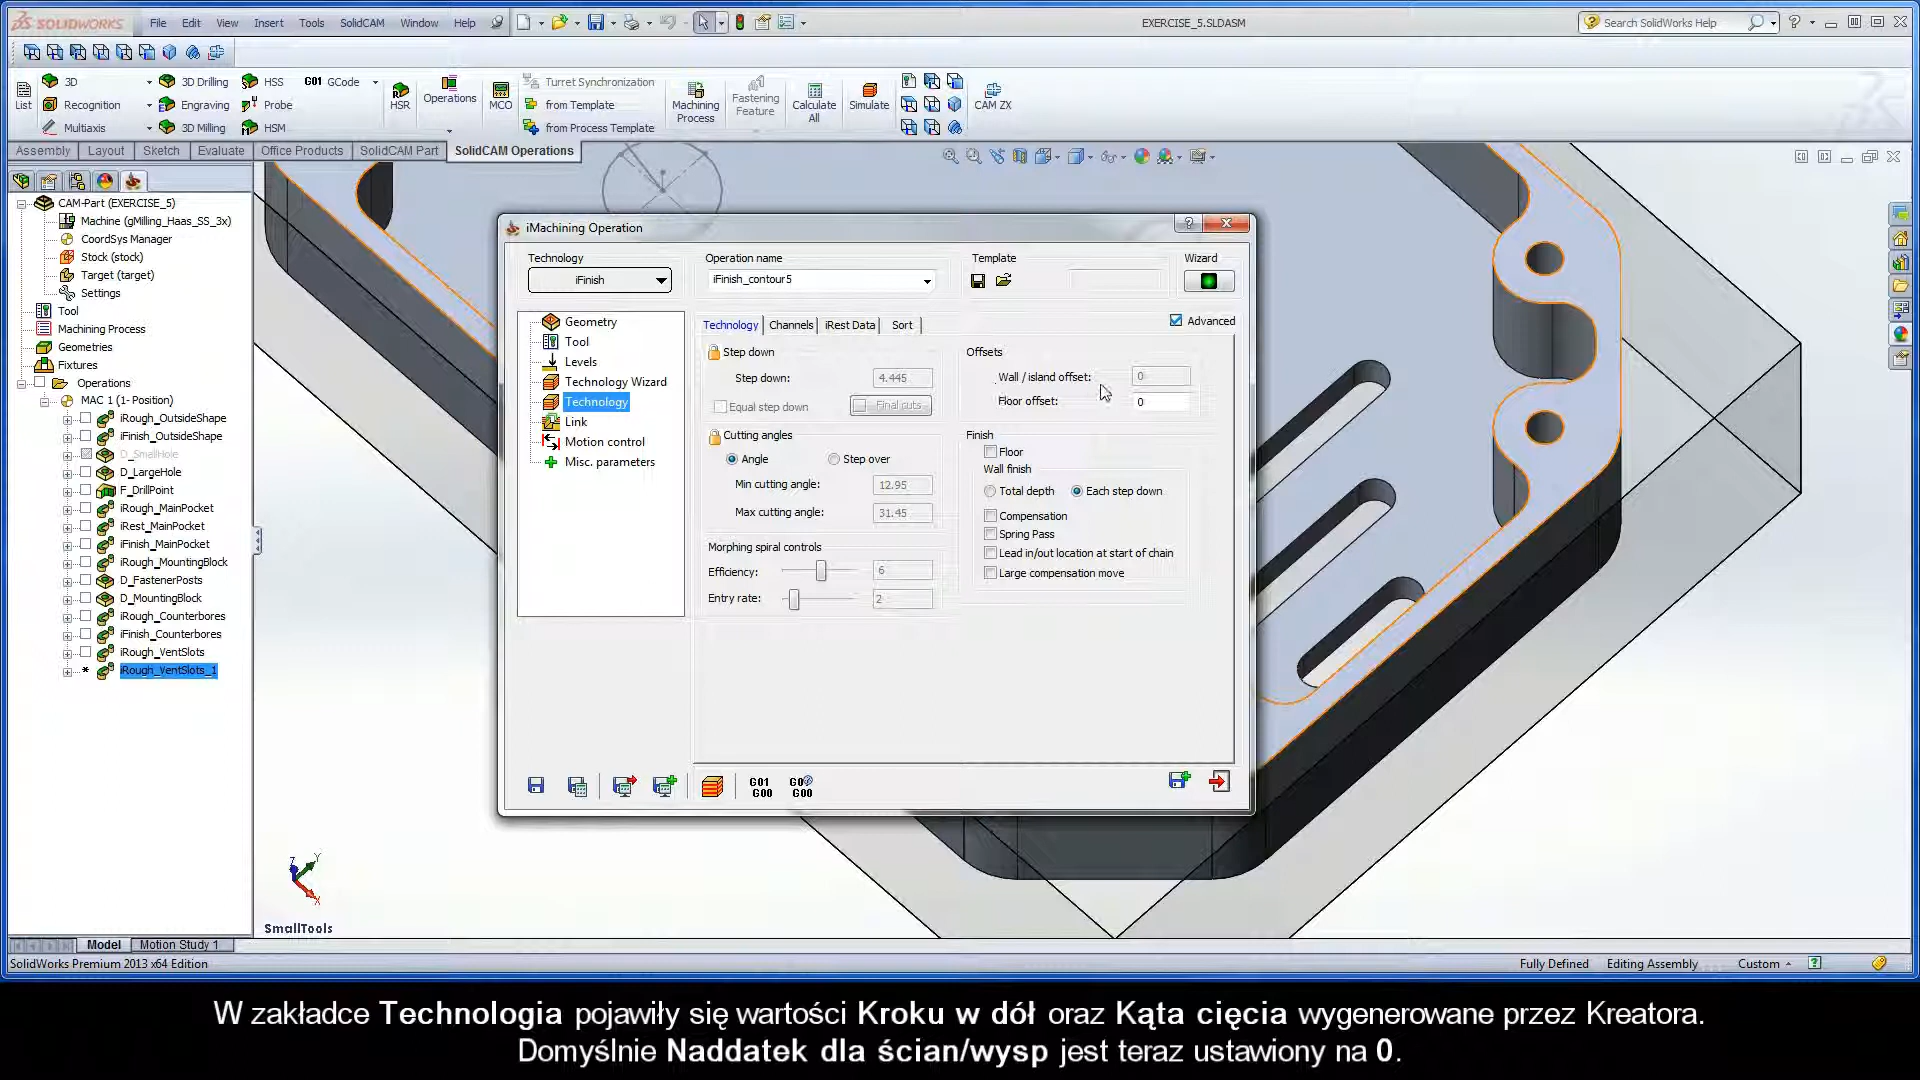 SOLIDWORKS File Edit View Insert Tools SolidCAM Window Help EXERCISE_5.SLDASM Search SolidWorks Help
3D 3D Drilling HSS G01 GCode Turret Synchronization
List Recognition Engraving Probe HSR Operations MCO from Template Machining Process Fastening Feature Calculate All Simulate CAM ZX
Multiaxis 3D Milling HSM from Process Template
Assembly Layout Sketch Evaluate Office Products SolidCAM Part SolidCAM Operations
CAM-Part (EXERCISE_5)
Machine (gMilling_Haas_SS_3x)
CoordSys Manager
Stock (stock)
Target (target)
Settings
Tool
Machining Process
Geometries
Fixtures
Operations
MAC 1 (1- Position)
iRough_OutsideShape
iFinish_OutsideShape
D_SmallHole
D_LargeHole
F_DrillPoint
iRough_MainPocket
iRest_MainPocket
iFinish_MainPocket
iRough_MountingBlock
D_FastenerPosts
D_MountingBlock
iRough_Counterbores
iFinish_Counterbores
iRough_VentSlots
* iRough_VentSlots_1
iMachining Operation
Technology Operation name Template Wizard
iFinish iFinish_contour5
Geometry
Tool
Levels
Technology Wizard
Technology
Link
Motion control
Misc. parameters
Technology Channels iRest Data Sort Advanced
Step down
Step down: 4.445
Equal step down Final cuts
Cutting angles
Angle Step over
Min cutting angle: 12.95
Max cutting angle: 31.45
Morphing spiral controls
Efficiency: 6
Entry rate: 2
Offsets
Wall / island offset: 0
Floor offset: 0
Finish
Floor
Wall finish
Total depth Each step down
Compensation
Spring Pass
Lead in/out location at start of chain
Large compensation move
G01 G00
G0 G00
Z Y X
SmallTools
Model Motion Study 1
SolidWorks Premium 2013 x64 Edition Fully Defined Editing Assembly Custom
W zakładce Technologia pojawiły się wartości Kroku w dół oraz Kąta cięcia wygenerowane przez Kreatora.
Domyślnie Naddatek dla ścian/wysp jest teraz ustawiony na 0.